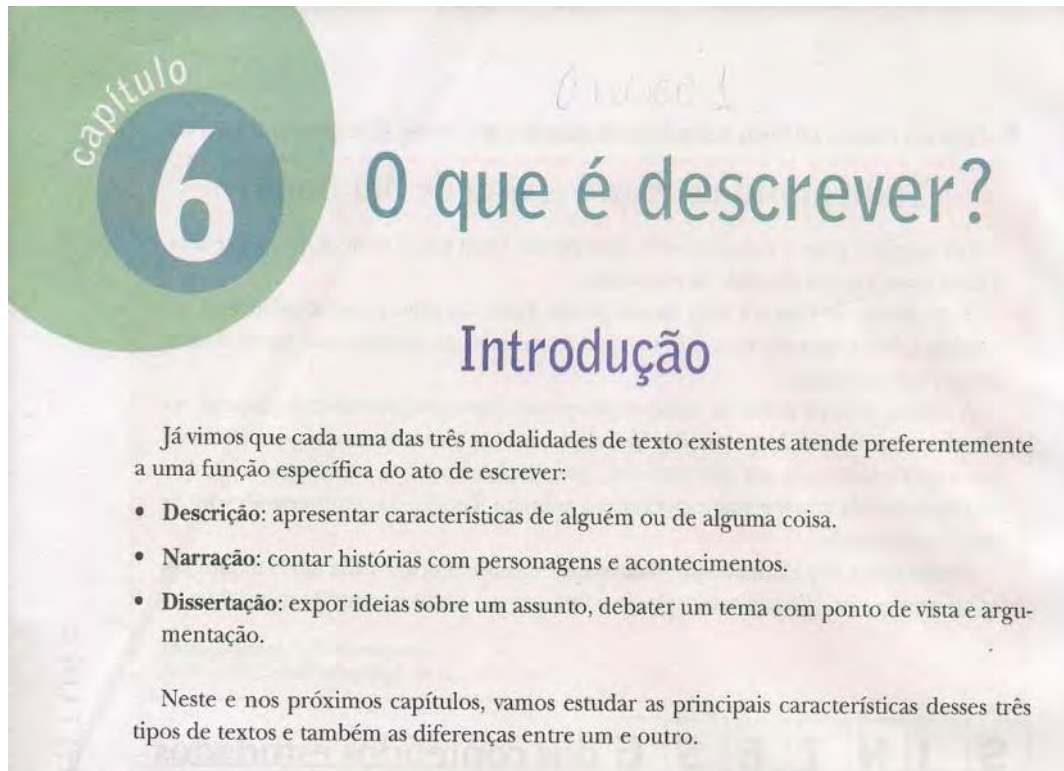 capítulo
6
O que é descrever?
Introdução
Já vimos que cada uma das três modalidades de texto existentes atende preferentemente
a uma função específica do ato de escrever:
• Descrição: apresentar características de alguém ou de alguma coisa.
• Narração: contar histórias com personagens e acontecimentos.
• Dissertação: expor ideias sobre um assunto, debater um tema com ponto de vista e argu-
mentação.
Neste e nos próximos capítulos, vamos estudar as principais características desses três
tipos de textos e também as diferenças entre um e outro.